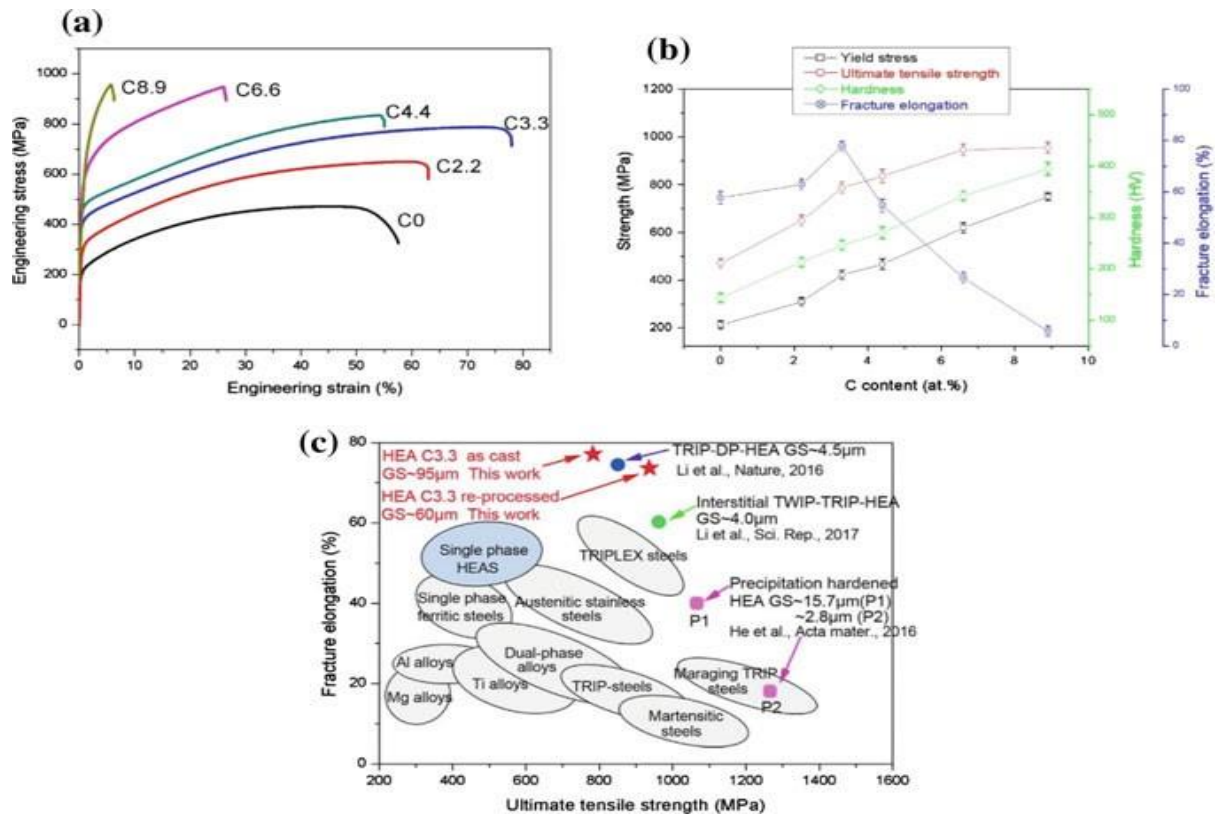 (a)
Engineering stress (MPa)
1000
800
600
400
200
0
C8.9
C6.6
C4.4
C3.3
C2.2
C0
0 10 20 30 40 50 60 70 80
Engineering strain (%)
(b)
Yield stress
Ultimate tensile strength
Hardness
Fracture elongation
Strength (MPa)
1200
1000
800
600
400
200
0 2 4 6 8 10
C content (at.%)
500
400
300
200
100
Hardness (HV)
100
80
60
40
20
0
Fracture elongation (%)
(c)
Fracture elongation (%)
80
60
40
20
0
HEA C3.3 as cast
GS~95μm This work
HEA C3.3 re-processed
GS~60μm This work
TRIP-DP-HEA GS~4.5μm
Li et al., Nature, 2016
Interstitial TWIP-TRIP-HEA
GS~4.0μm
Li et al., Sci. Rep., 2017
Single phase
HEAS
TRIPLEX steels
Single phase
ferritic steels
Austenitic stainless
steels
Precipitation hardened
HEA GS~15.7μm(P1)
~2.8μm (P2)
He et al., Acta mater., 2016
P1
Al alloys
Mg alloys
Ti alloys
Dual-phase
alloys
TRIP-steels
Martensitic
steels
Maraging TRIP
steels
P2
200 400 600 800 1000 1200 1400 1600
Ultimate tensile strength (MPa)